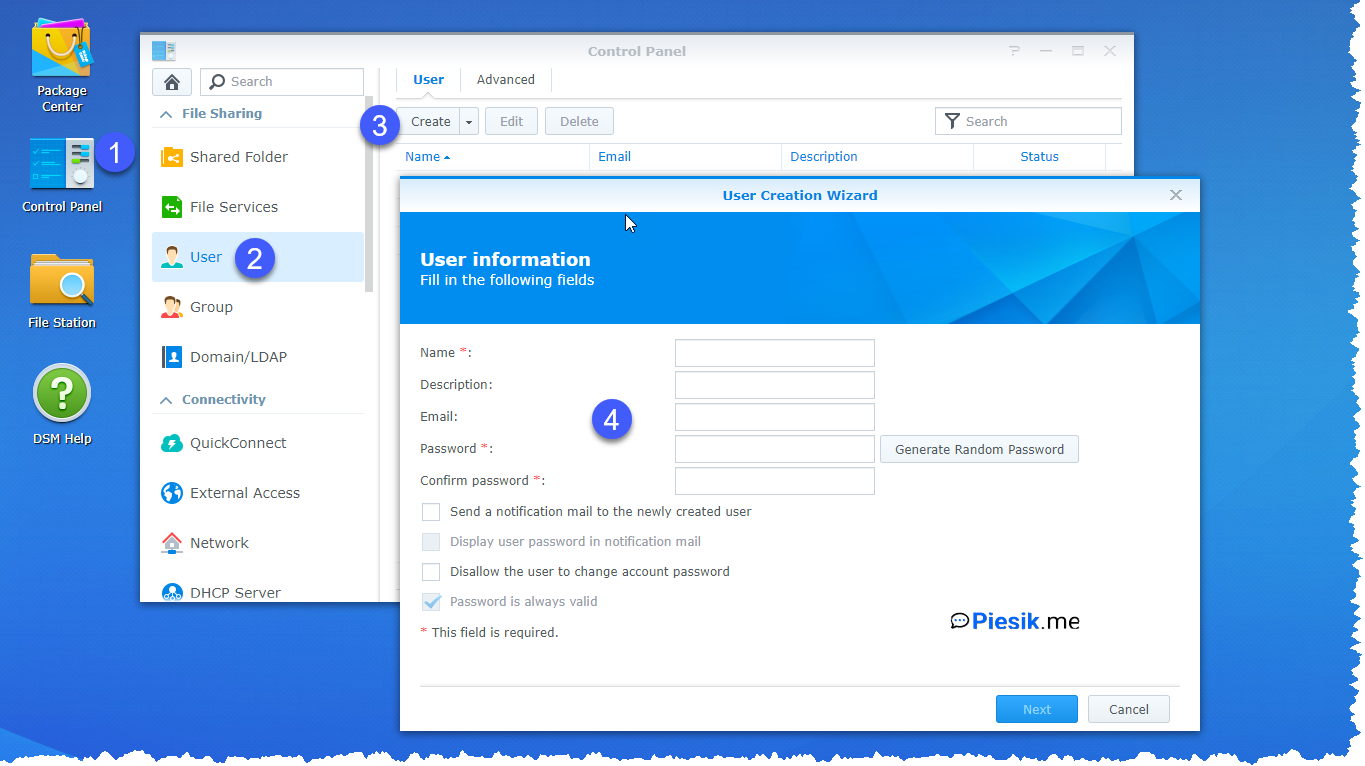 Package
Center
1
Control Panel
File Station
?
DSM Help
Control Panel
?
Search
File Sharing
Shared Folder
File Services
User
2
Group
Domain/LDAP
Connectivity
QuickConnect
External Access
Network
DHCP Server
User
Advanced
3
Create
Edit
Delete
Search
Name
Email
Description
Status
User Creation Wizard
User information
Fill in the following fields
Name *:
Description:
Email:
4
Password *:
Generate Random Password
Confirm password *:
Send a notification mail to the newly created user
Display user password in notification mail
Disallow the user to change account password
Password is always valid
* This field is required.
Piesik.me
Next
Cancel